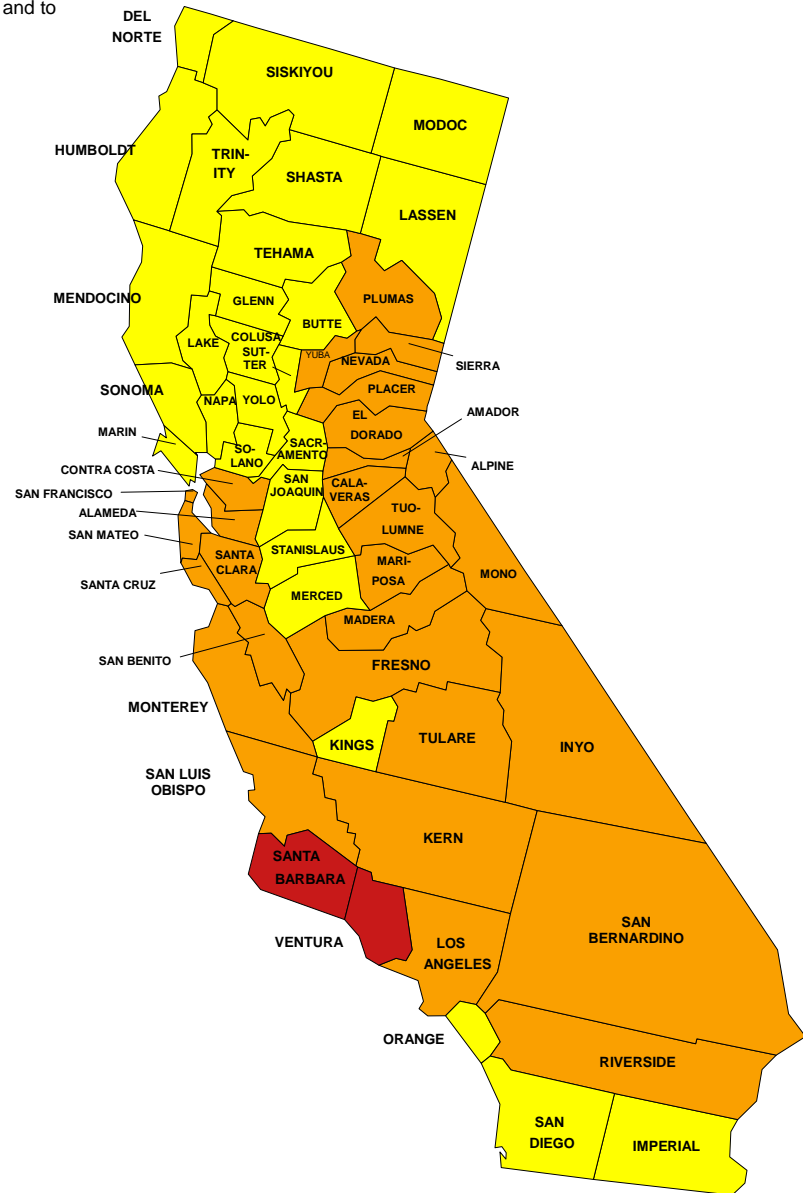 and to
DEL
NORTE
SISKIYOU
MODOC
HUMBOLDT
TRIN-
ITY
SHASTA
LASSEN
TEHAMA
PLUMAS
MENDOCINO
GLENN
BUTTE
LAKE
COLUSA
SUT-
TER
YUBA
NEVADA
SIERRA
PLACER
SONOMA
NAPA
YOLO
EL
DORADO
AMADOR
MARIN
SACR-
AMENTO
SO-
LANO
ALPINE
CONTRA COSTA
SAN
JOAQUIN
CALA-
VERAS
SAN FRANCISCO
ALAMEDA
TUO-
LUMNE
SAN MATEO
STANISLAUS
SANTA
CLARA
MARI-
POSA
MONO
SANTA CRUZ
MERCED
MADERA
SAN BENITO
FRESNO
MONTEREY
KINGS
TULARE
INYO
SAN LUIS
OBISPO
KERN
SANTA
BARBARA
SAN
BERNARDINO
VENTURA
LOS
ANGELES
ORANGE
RIVERSIDE
SAN
DIEGO
IMPERIAL